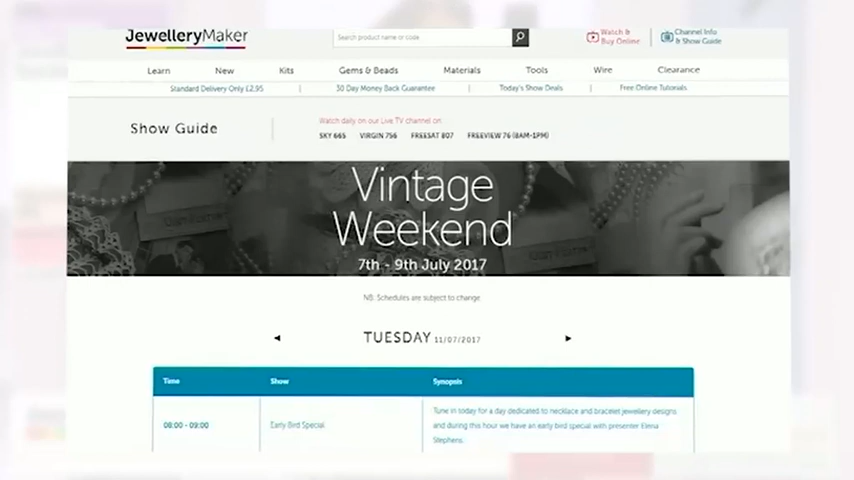 JewelleryMaker
Search product name or code
Watch &
Buy Online
Channel Info
& Show Guide
Learn New Kits Gems & Beads Materials Tools Wire Clearance
Standard Delivery Only £2.95 | 30 Day Money Back Guarantee | Today's Show Deals | Free Online Tutorials
Show Guide
Watch daily on our Live TV channel on:
SKY 665 VIRGIN 756 FREESAT 807 FREEVIEW 76 (8AM-1PM)
Vintage
Weekend
7th - 9th July 2017
NB: Schedules are subject to change
TUESDAY 11/07/2017
Time Show Synopsis
08:00 - 09:00 Early Bird Special
Tune in today for a day dedicated to necklace and bracelet jewellery designs
and during this hour we have an early bird special with presenter Elena
Stephens.